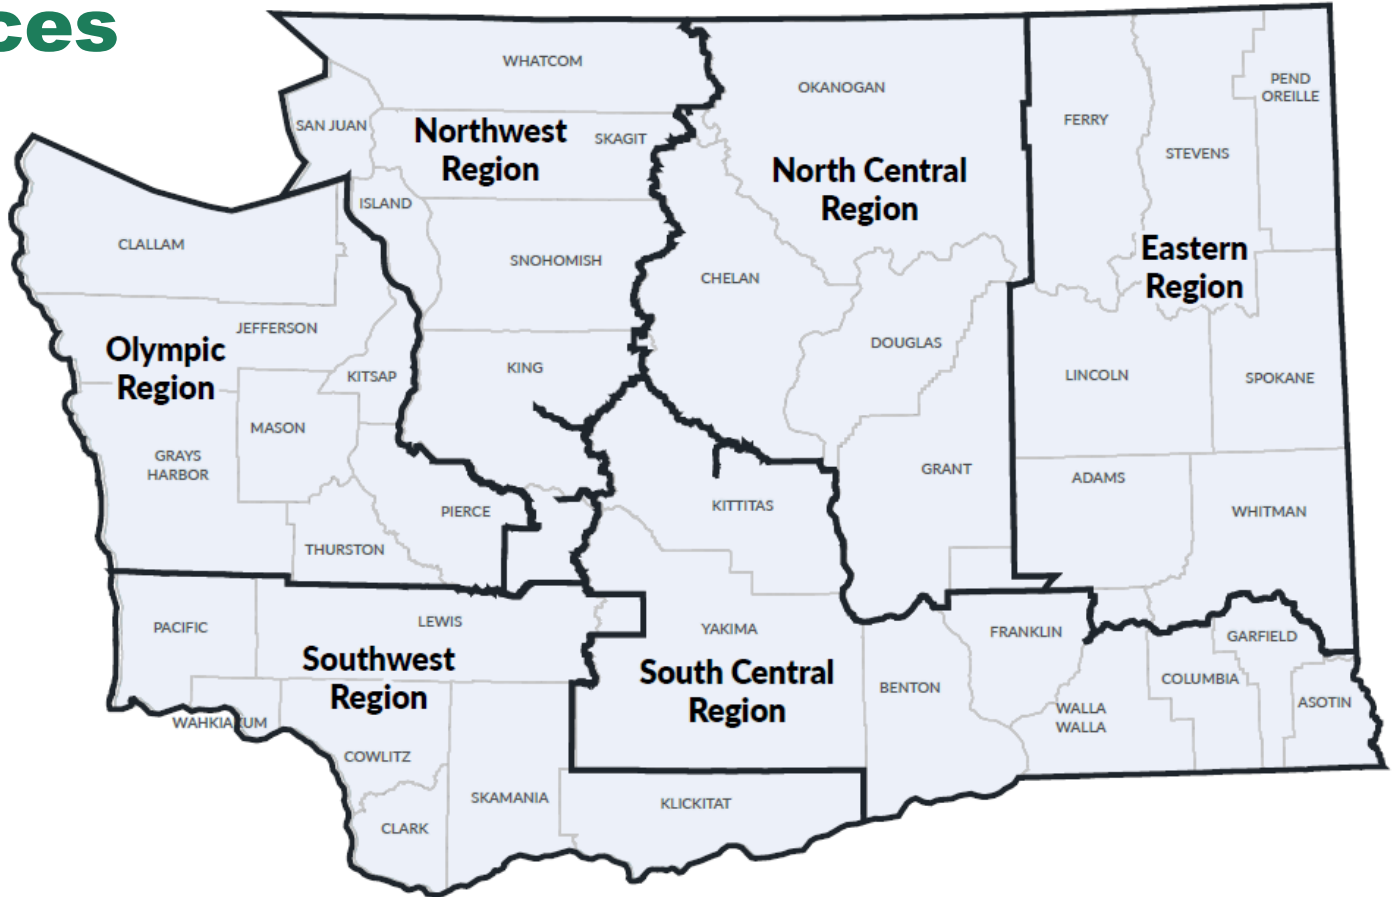 ces
WHATCOM
OKANOGAN
PEND
OREILLE
FERRY
SAN JUAN
Northwest
Region
SKAGIT
STEVENS
North Central
Region
ISLAND
CLALLAM
SNOHOMISH
Eastern
Region
CHELAN
JEFFERSON
Olympic
Region
DOUGLAS
KING
KITSAP
LINCOLN
SPOKANE
MASON
GRAYS
HARBOR
GRANT
ADAMS
KITTITAS
PIERCE
WHITMAN
THURSTON
PACIFIC
LEWIS
YAKIMA
FRANKLIN
GARFIELD
Southwest
Region
South Central
Region
BENTON
COLUMBIA
ASOTIN
WALLA
WALLA
WAHKIAKUM
COWLITZ
SKAMANIA
KLICKITAT
CLARK